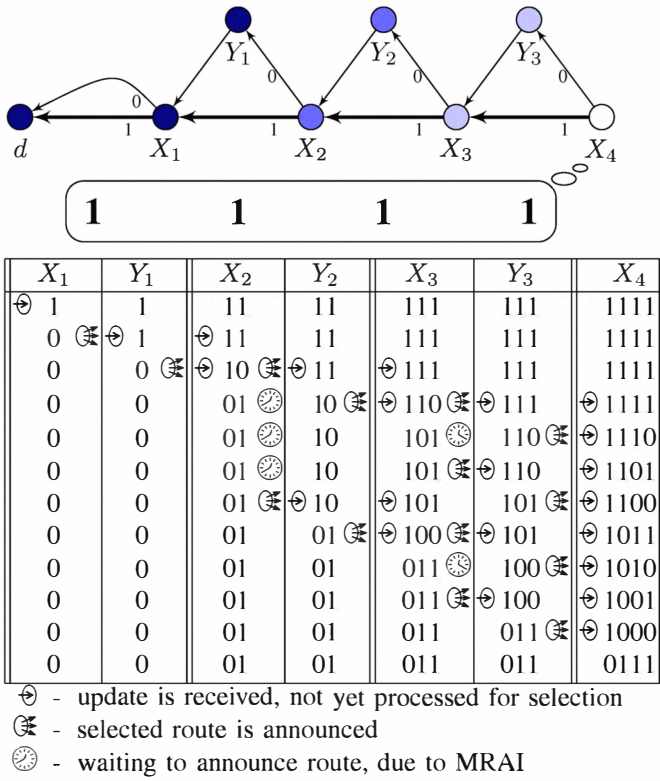 Y1 Y2 Y3
0 0 0 0
1 1 1 1
d X1 X2 X3 X4
1 1 1 1
X1 Y1 X2 Y2 X3 Y3 X4
1 1 11 11 111 111 1111
0 1 11 11 111 111 1111
0 0 10 11 111 111 1111
0 0 01 10 110 111 1111
0 0 01 10 101 110 1110
0 0 01 10 101 110 1101
0 0 01 10 101 101 1100
0 0 01 01 100 101 1011
0 0 01 01 011 100 1010
0 0 01 01 011 100 1001
0 0 01 01 011 011 1000
0 0 01 01 011 011 0111
- update is received, not yet processed for selection
- selected route is announced
- waiting to announce route, due to MRAI